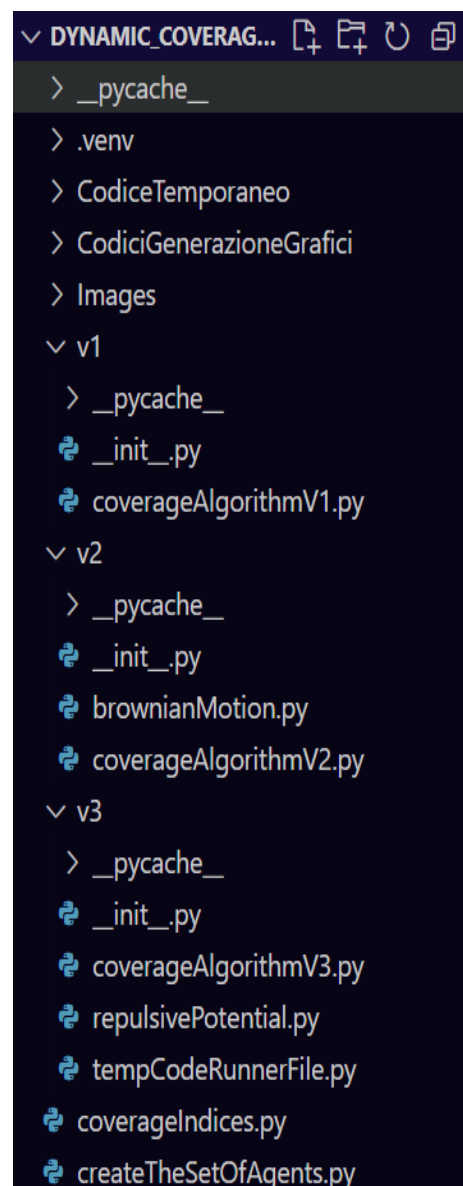 DYNAMIC_COVERAG...
__pycache__
.venv
CodiceTemporaneo
CodiciGenerazioneGrafici
Images
v1
__pycache__
__init__.py
coverageAlgorithmV1.py
v2
__pycache__
__init__.py
brownianMotion.py
coverageAlgorithmV2.py
v3
__pycache__
__init__.py
coverageAlgorithmV3.py
repulsivePotential.py
tempCodeRunnerFile.py
coverageIndices.py
createTheSetOfAgents.py